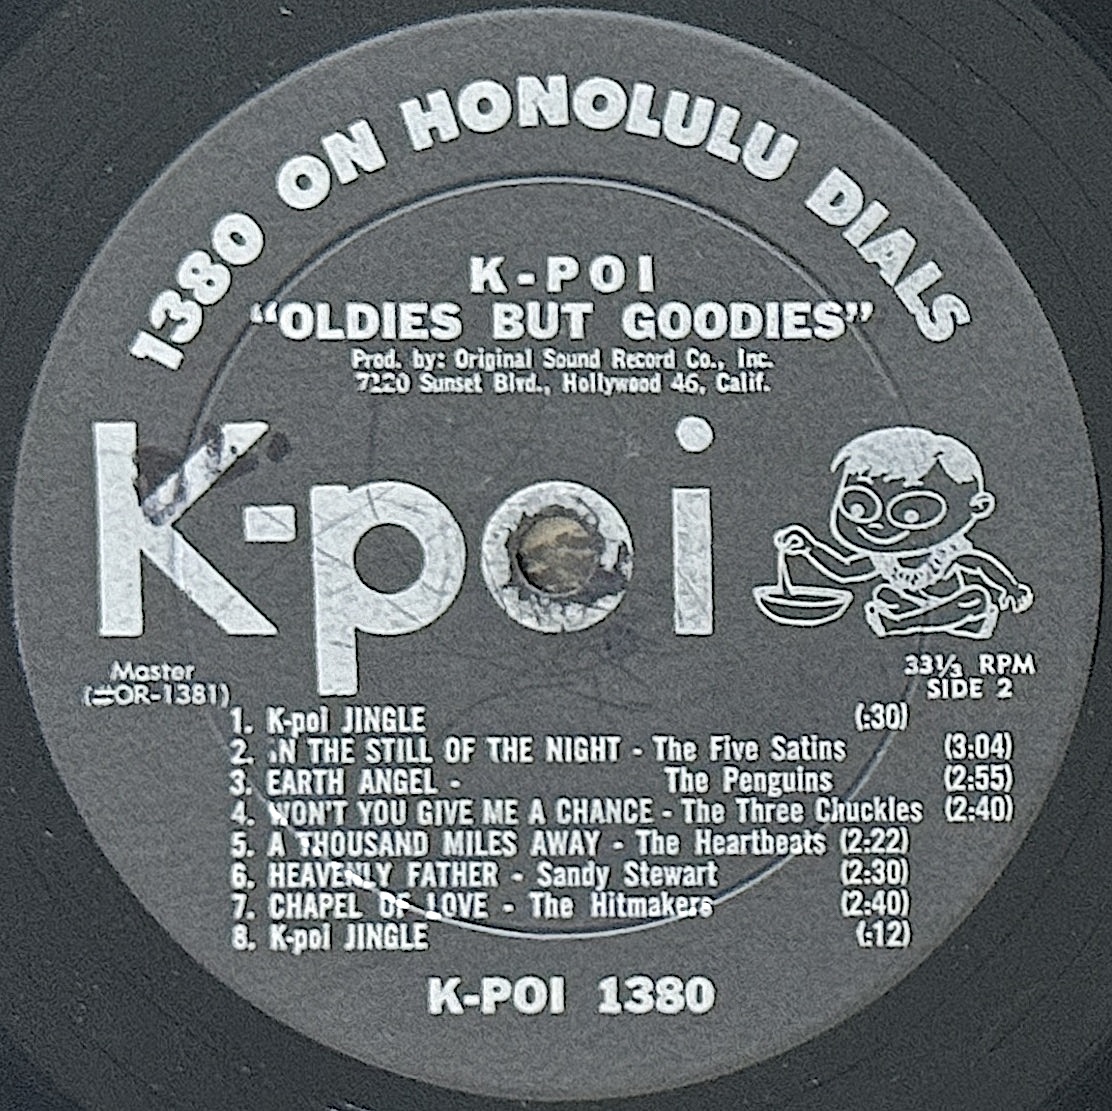 1380 ON HONOLULU DIALS
K-POI
"OLDIES BUT GOODIES"
Prod. by: Original Sound Record Co., Inc.
7120 Sunset Blvd., Hollywood 46, Calif.
K-poi
Master
(#OR-1381)
33⅓ RPM
SIDE 2
1. K-poi JINGLE (:30)
2. IN THE STILL OF THE NIGHT - The Five Satins (3:04)
3. EARTH ANGEL - The Penguins (2:55)
4. WON'T YOU GIVE ME A CHANCE - The Three Chuckles (2:40)
5. A THOUSAND MILES AWAY - The Heartbeats (2:22)
6. HEAVENLY FATHER - Sandy Stewart (2:30)
7. CHAPEL OF LOVE - The Hitmakers (2:40)
8. K-poi JINGLE (:12)
K-POI 1380